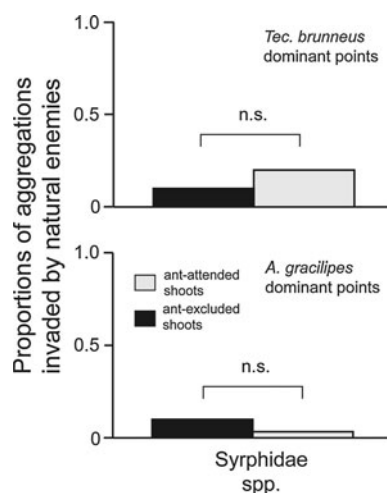 Proportions of aggregations
invaded by natural enemies
1.0
0.5
0
Tec. brunneus
dominant points
n.s.
1.0
0.5
0
A. gracilipes
dominant points
ant-attended
shoots
ant-excluded
shoots
n.s.
Syrphidae
spp.